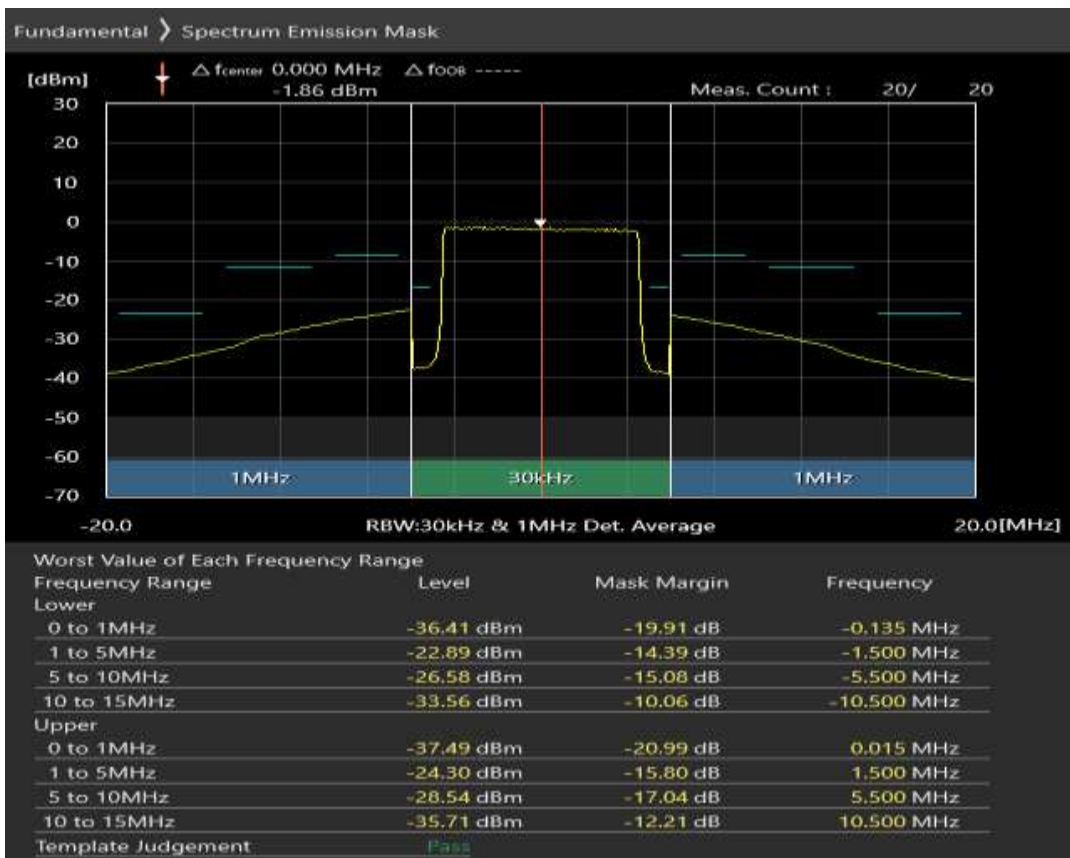 Fundamental ❯ Spectrum Emission Mask
[dBm] △ fcenter 0.000 MHz △ fOOB -----
-1.86 dBm Meas. Count : 20/ 20
30
20
10
0
-10
-20
-30
-40
-50
-60
-70
1MHz 30kHz 1MHz
-20.0 RBW:30kHz & 1MHz Det. Average 20.0[MHz]
Worst Value of Each Frequency Range
Frequency Range Level Mask Margin Frequency
Lower
0 to 1MHz -36.41 dBm -19.91 dB -0.135 MHz
1 to 5MHz -22.89 dBm -14.39 dB -1.500 MHz
5 to 10MHz -26.58 dBm -15.08 dB -5.500 MHz
10 to 15MHz -33.56 dBm -10.06 dB -10.500 MHz
Upper
0 to 1MHz -37.49 dBm -20.99 dB 0.015 MHz
1 to 5MHz -24.30 dBm -15.80 dB 1.500 MHz
5 to 10MHz -28.54 dBm -17.04 dB 5.500 MHz
10 to 15MHz -35.71 dBm -12.21 dB 10.500 MHz
Template Judgement Pass